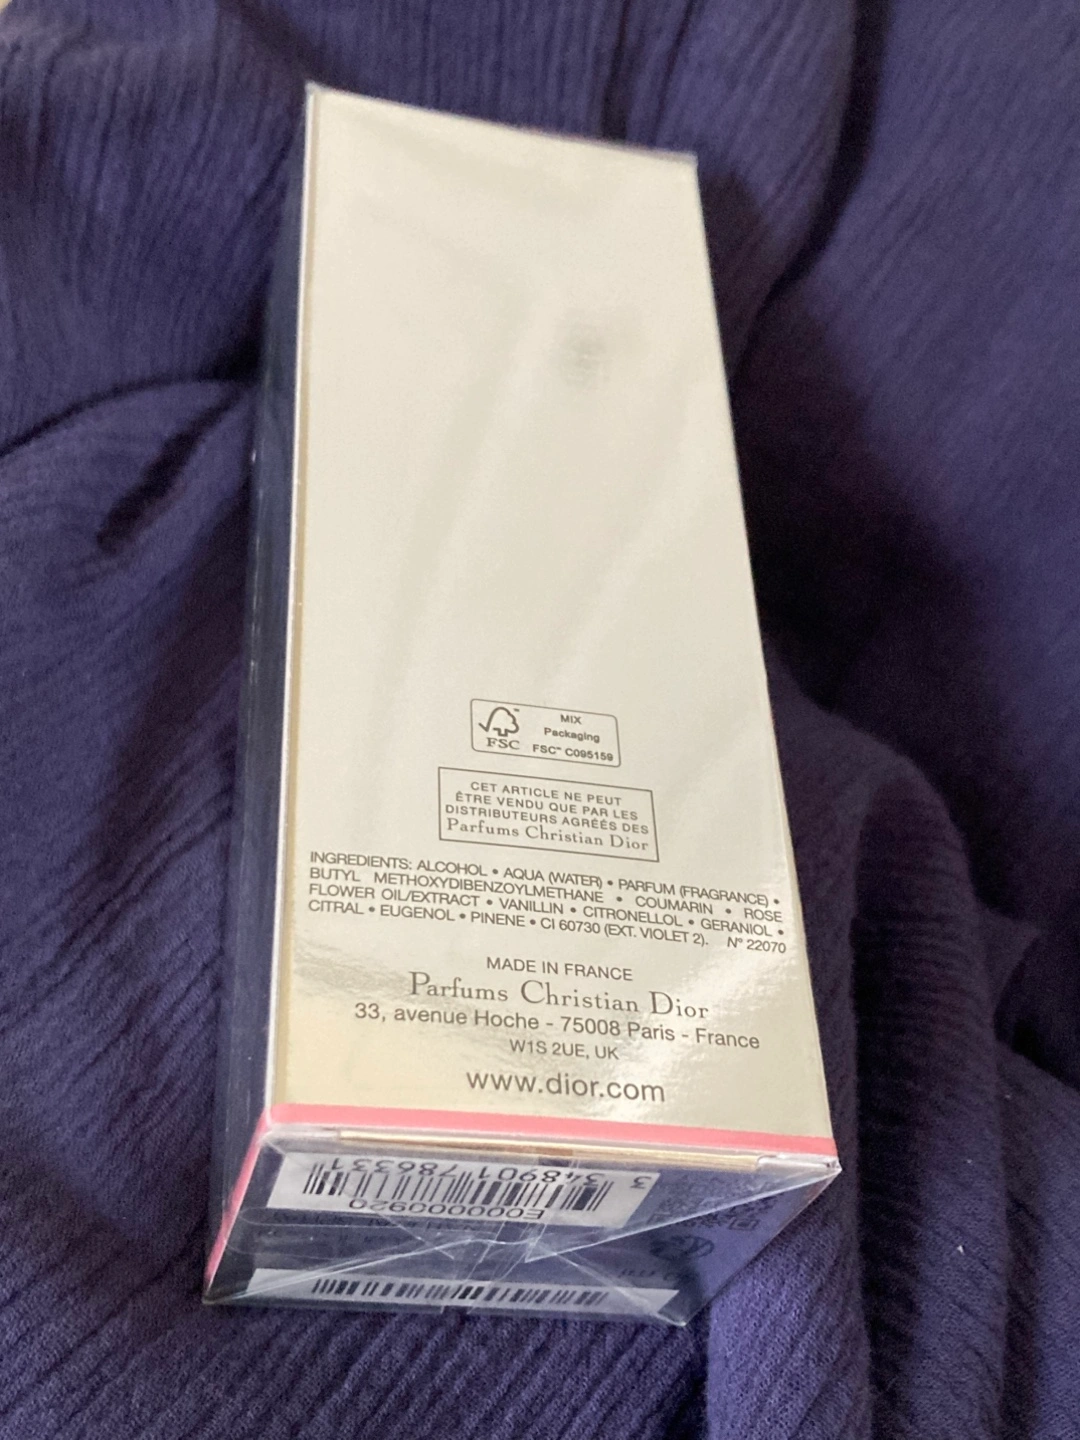 MIX
Packaging
FSC™ C095159
FSC
CET ARTICLE NE PEUT
ÊTRE VENDU QUE PAR LES
DISTRIBUTEURS AGRÉÉS DES
Parfums Christian Dior
INGREDIENTS: ALCOHOL • AQUA (WATER) • PARFUM (FRAGRANCE) •
BUTYL METHOXYDIBENZOYLMETHANE • COUMARIN • ROSE
FLOWER OIL/EXTRACT • VANILLIN • CITRONELLOL • GERANIOL •
CITRAL • EUGENOL • PINENE • CI 60730 (EXT. VIOLET 2). N° 22070
MADE IN FRANCE
Parfums Christian Dior
33, avenue Hoche - 75008 Paris - France
W1S 2UE, UK
www.dior.com
3 348901 786331
E000000920